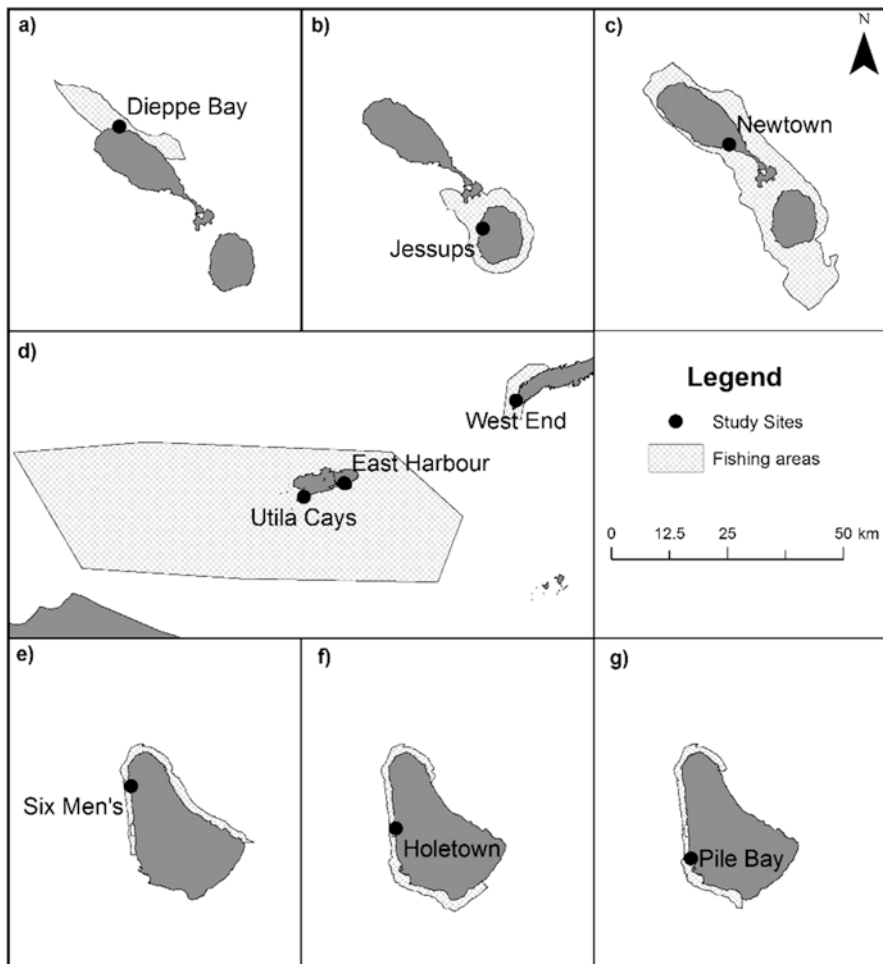 a)
Dieppe Bay
b)
Jessups
c)
N
Newtown
d)
West End
East Harbour
Utila Cays
Legend
Study Sites
Fishing areas
0 12.5 25 50 km
e)
Six Men's
f)
Holetown
g)
Pile Bay